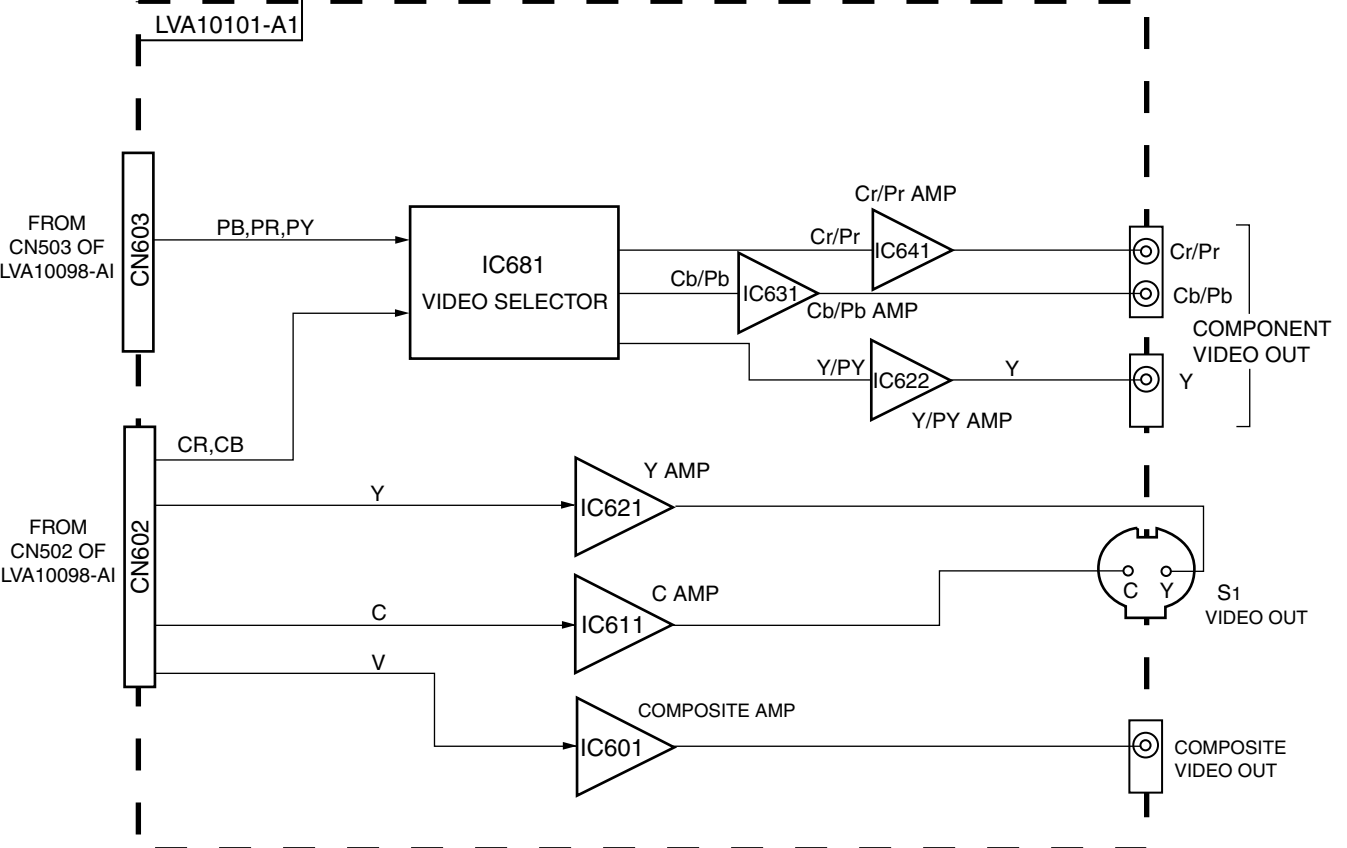 LVA10101-A1
FROM
CN503 OF
LVA10098-AI
CN603
PB,PR,PY
IC681
VIDEO SELECTOR
Cr/Pr AMP
Cr/Pr
IC641
Cb/Pb
IC631
Cb/Pb AMP
Y/PY
IC622
Y
Y/PY AMP
Cr/Pr
Cb/Pb
COMPONENT
VIDEO OUT
Y
FROM
CN502 OF
LVA10098-AI
CN602
CR,CB
Y
Y AMP
IC621
C
C AMP
IC611
C Y
S1
VIDEO OUT
V
COMPOSITE AMP
IC601
COMPOSITE
VIDEO OUT